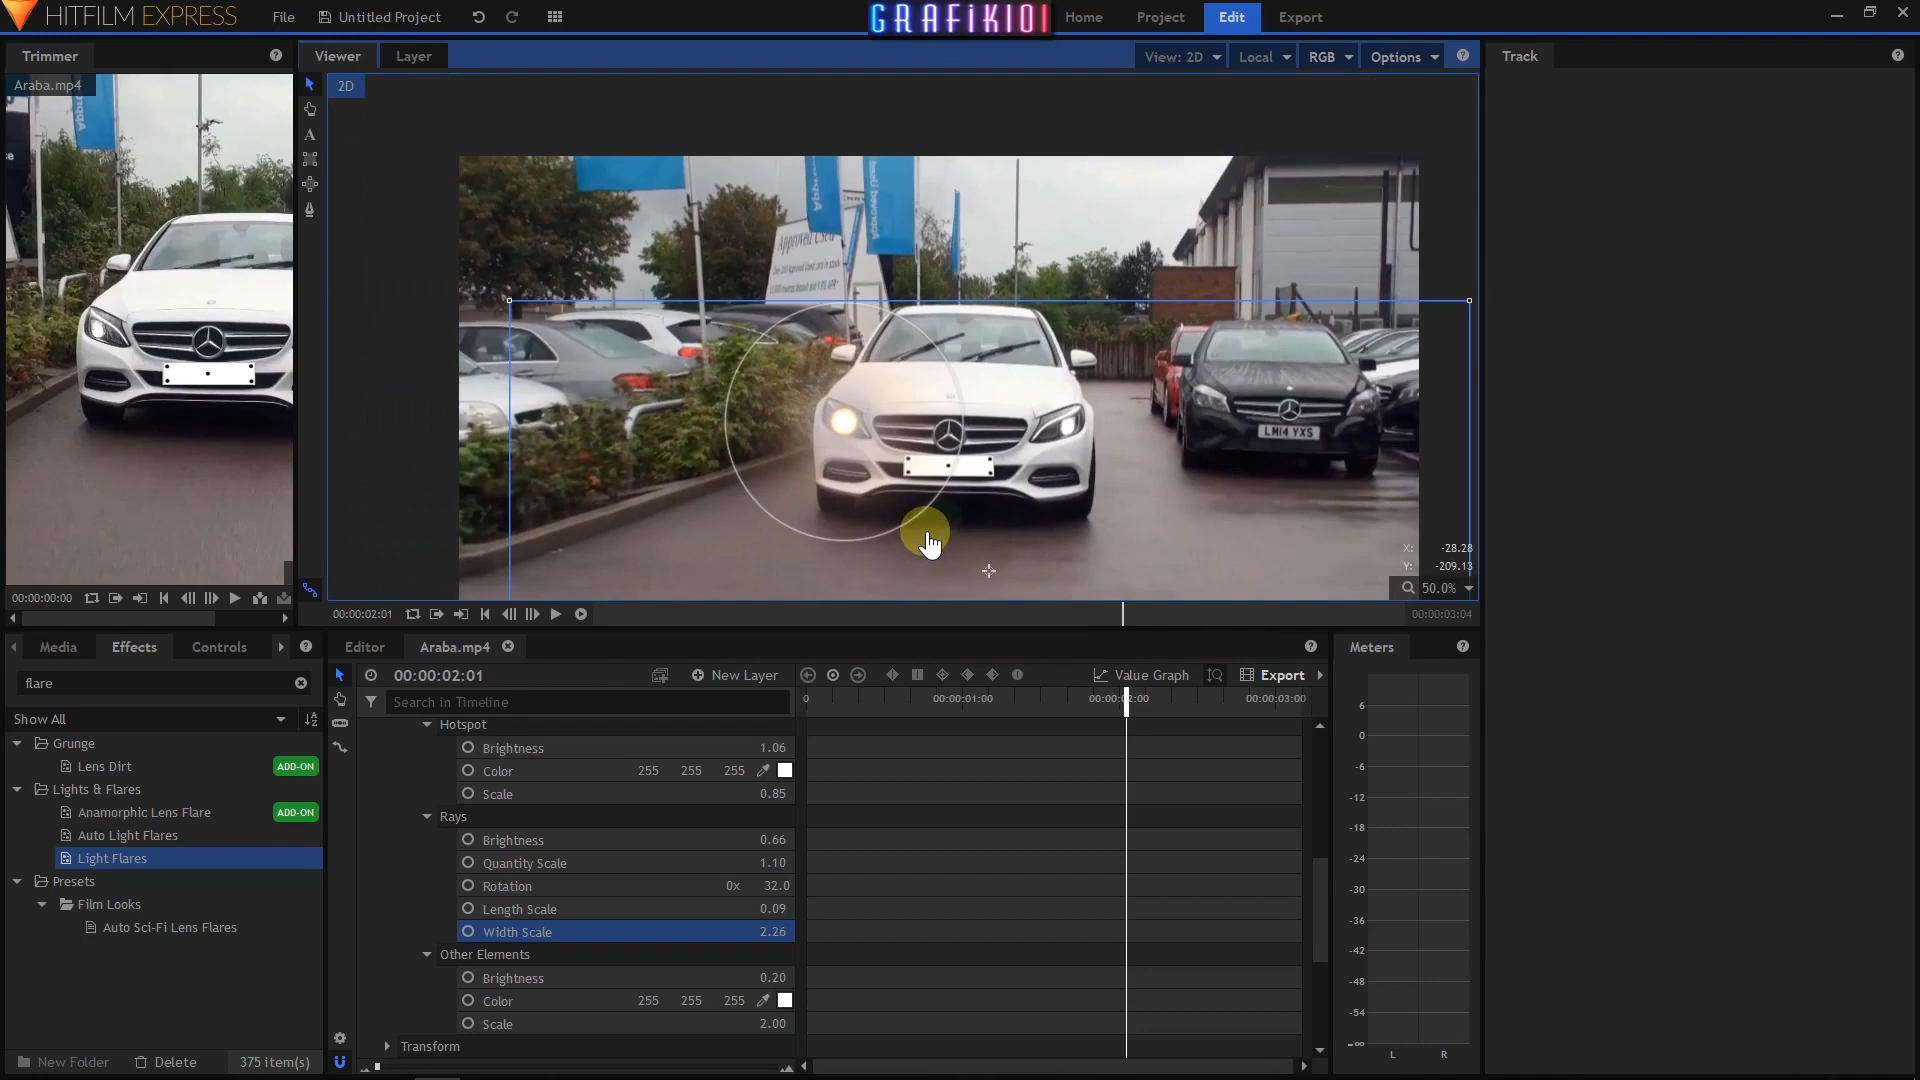 HITFILM EXPRESS
File
Untitled Project
GRAFİK101
Home
Project
Edit
Export
Trimmer
Viewer
Layer
View: 2D
Local
RGB
Options
Track
Araba.mp4
2D
Approved Used
LM14 YXS
X: -28.28
Y: -209.13
50.0%
00:00:00:00
00:00:02:01
00:00:03:04
Media
Effects
Controls
Editor
Araba.mp4
Meters
flare
00:00:02:01
New Layer
Value Graph
Export
Search in Timeline
0
00:00:01:00
00:00:02:00
00:00:03:00
Show All
Grunge
Lens Dirt
ADD-ON
Lights & Flares
Anamorphic Lens Flare
ADD-ON
Auto Light Flares
Light Flares
Presets
Film Looks
Auto Sci-Fi Lens Flares
Hotspot
Brightness 1.06
Color 255 255 255
Scale 0.85
Rays
Brightness 0.66
Quantity Scale 1.10
Rotation 0x 32.0
Length Scale 0.09
Width Scale 2.26
Other Elements
Brightness 0.20
Color 255 255 255
Scale 2.00
Transform
6
0
-6
-12
-18
-24
-30
-36
-42
-48
-54
-∞
L R
New Folder
Delete
375 item(s)